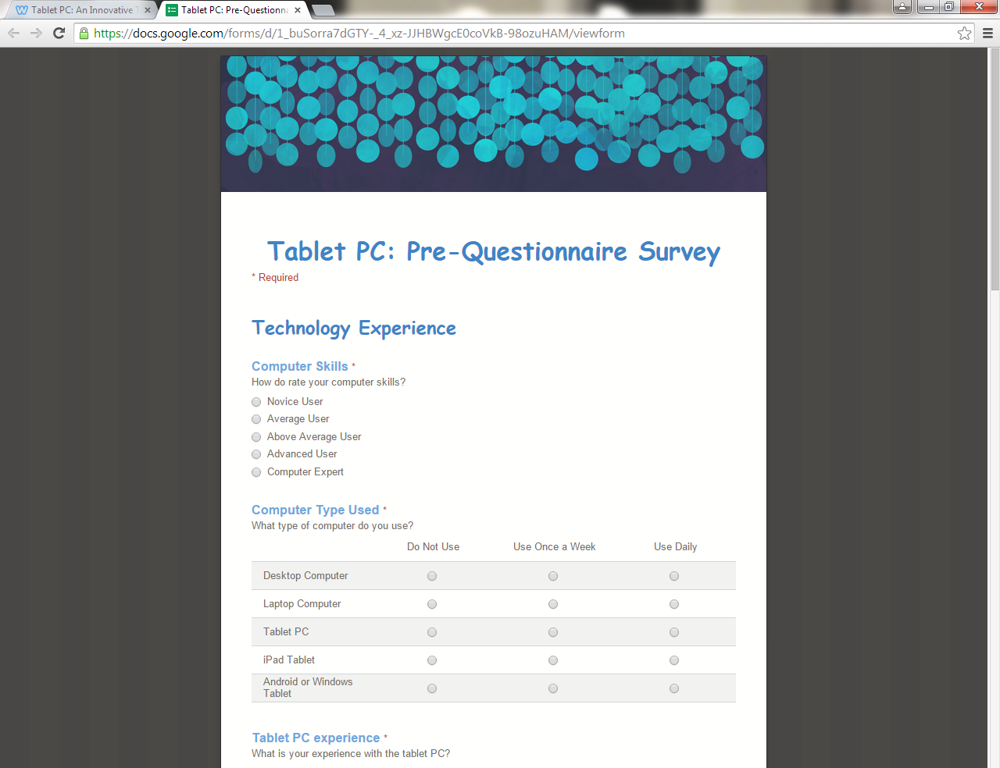 Tablet PC: An Innovative T
Tablet PC: Pre-Questionna
https://docs.google.com/forms/d/1_buSorra7dGTY-_4_xz-JJHBWgcE0coVkB-98ozuHAM/viewform
Tablet PC: Pre-Questionnaire Survey
* Required
Technology Experience
Computer Skills *
How do rate your computer skills?
Novice User
Average User
Above Average User
Advanced User
Computer Expert
Computer Type Used *
What type of computer do you use?
Do Not Use Use Once a Week Use Daily
Desktop Computer
Laptop Computer
Tablet PC
iPad Tablet
Android or Windows
Tablet
Tablet PC experience *
What is your experience with the tablet PC?